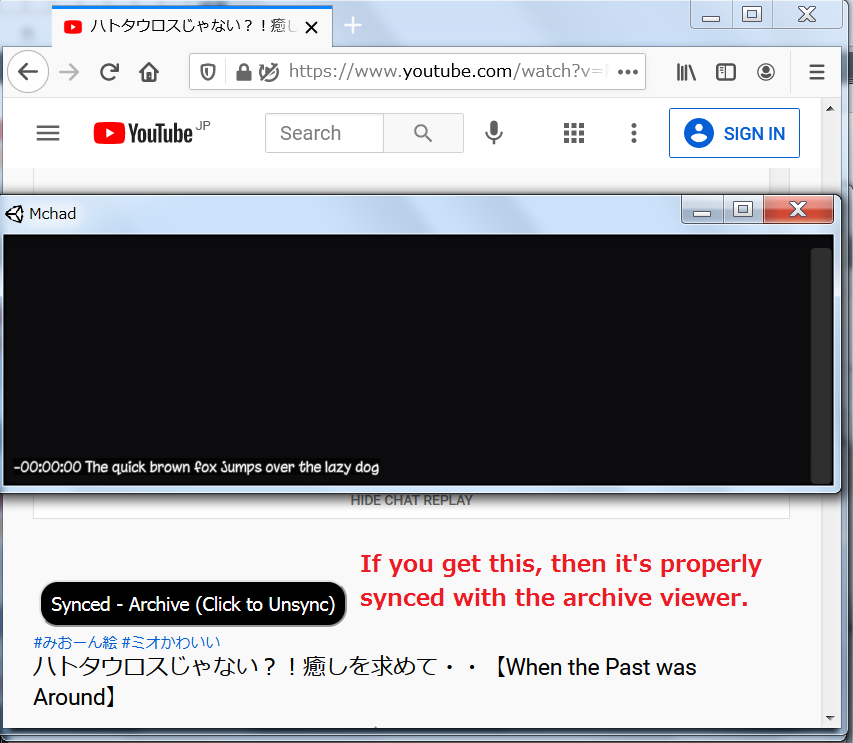 ハトタウロスじゃない？！癒し
https://www.youtube.com/watch?v=
YouTube JP
Search
SIGN IN
Mchad
-00:00:00 The quick brown fox jumps over the lazy dog
HIDE CHAT REPLAY
If you get this, then it's properly
synced with the archive viewer.
Synced - Archive (Click to Unsync)
#みおーん絵 #ミオかわいい
ハトタウロスじゃない？！癒しを求めて・・【When the Past was
Around】